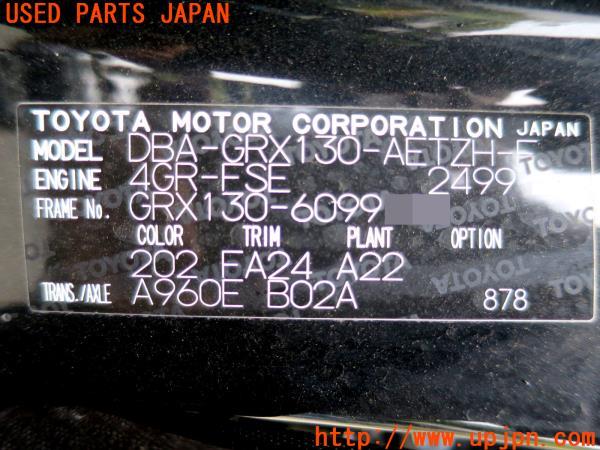 USED PARTS JAPAN
TOYOTA MOTOR CORPORATION JAPAN
MODEL DBA-GRX130-AETZH-F
ENGINE 4GR-FSE 2499
FRAME No. GRX130-6099
COLOR TRIM PLANT OPTION
202 FA24 A22
TRANS./AXLE A960E B02A 878
http://www.upjpn.com